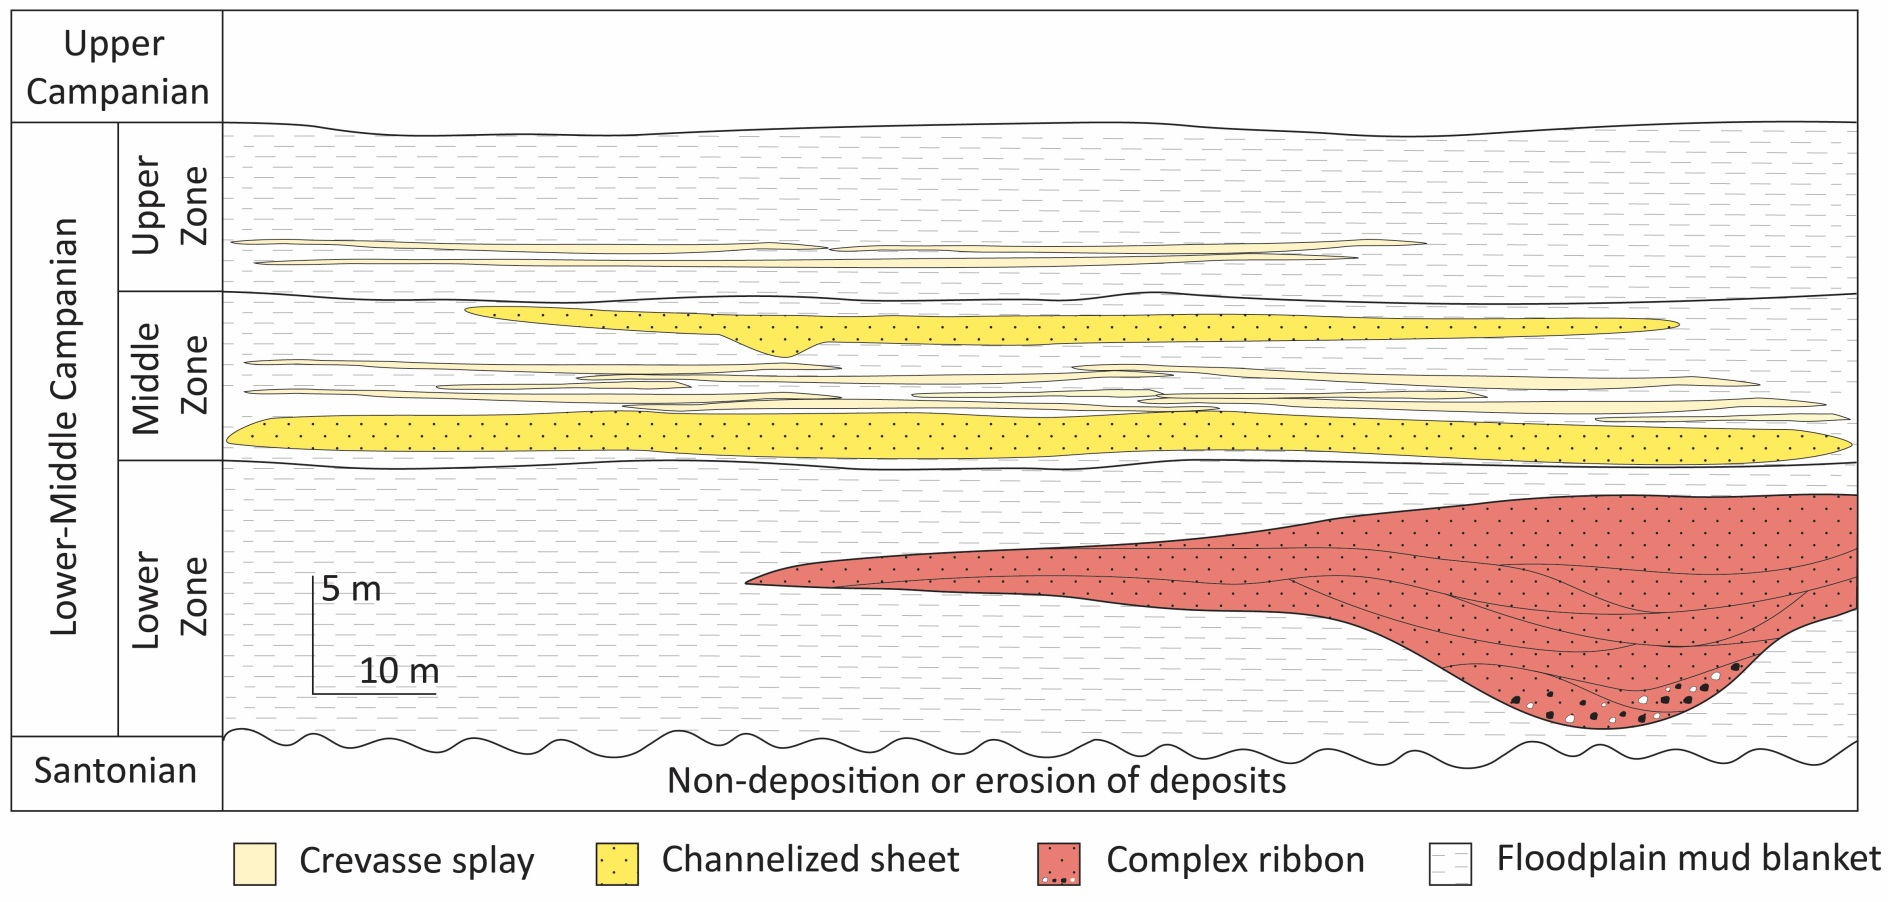 Upper
Campanian
Lower-Middle Campanian
Upper
Zone
Middle
Zone
Lower
Zone
5 m
10 m
Santonian
Non-deposition or erosion of deposits
Crevasse splay
Channelized sheet
Complex ribbon
Floodplain mud blanket